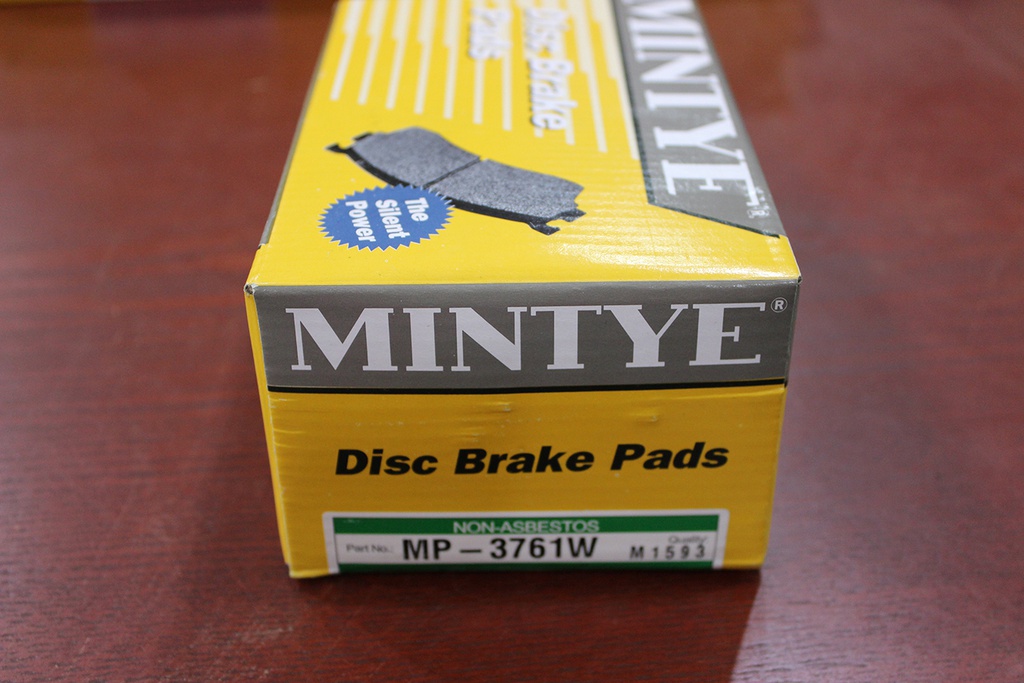 Disc Brake
Pads
MINTYE
The
Silent
Power
MINTYE®
Disc Brake Pads
NON-ASBESTOS
Part No.: MP-3761W
Quality:
M1593